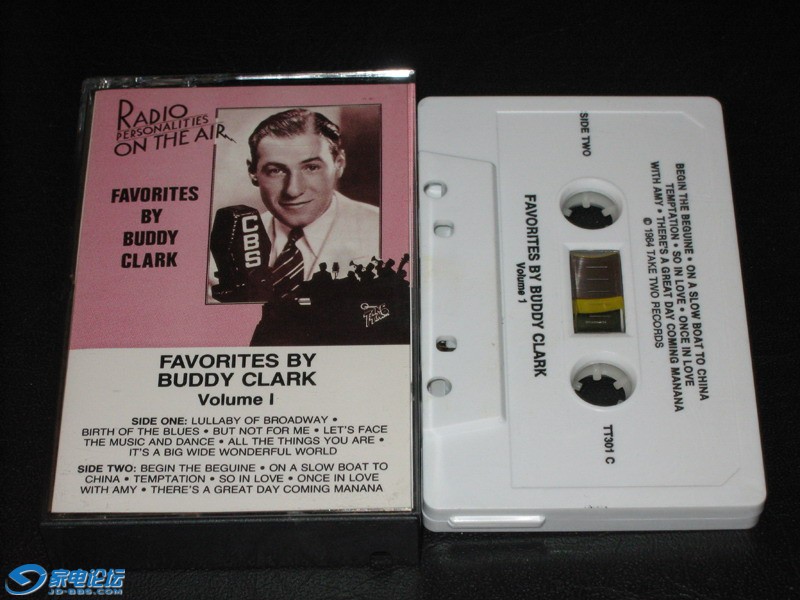 RADIO
PERSONALITIES
ON THE AIR
FAVORITES
BY
BUDDY
CLARK
CBS
FAVORITES BY
BUDDY CLARK
Volume I
SIDE ONE: LULLABY OF BROADWAY •
BIRTH OF THE BLUES • BUT NOT FOR ME • LET'S FACE
THE MUSIC AND DANCE • ALL THE THINGS YOU ARE •
IT'S A BIG WIDE WONDERFUL WORLD
SIDE TWO: BEGIN THE BEGUINE • ON A SLOW BOAT TO
CHINA • TEMPTATION • SO IN LOVE • ONCE IN LOVE
WITH AMY • THERE'S A GREAT DAY COMING MANANA
SIDE TWO
BEGIN THE BEGUINE • ON A SLOW BOAT TO CHINA
TEMPTATION • SO IN LOVE • ONCE IN LOVE
WITH AMY • THERE'S A GREAT DAY COMING MANANA
© 1984 TAKE TWO RECORDS
FAVORITES BY BUDDY CLARK
Volume 1
TT301 C
家电论坛
JD-BBS.COM